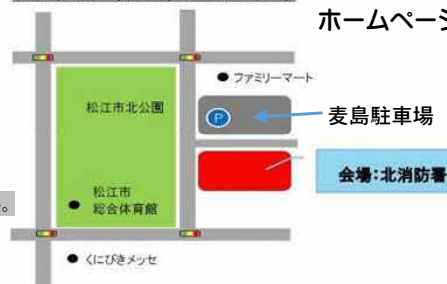 ホームページ
ファミリーマート
松江市北公園
P
麦島駐車場
会場:北消防署
松江市
総合体育館
。
くにびきメッセ